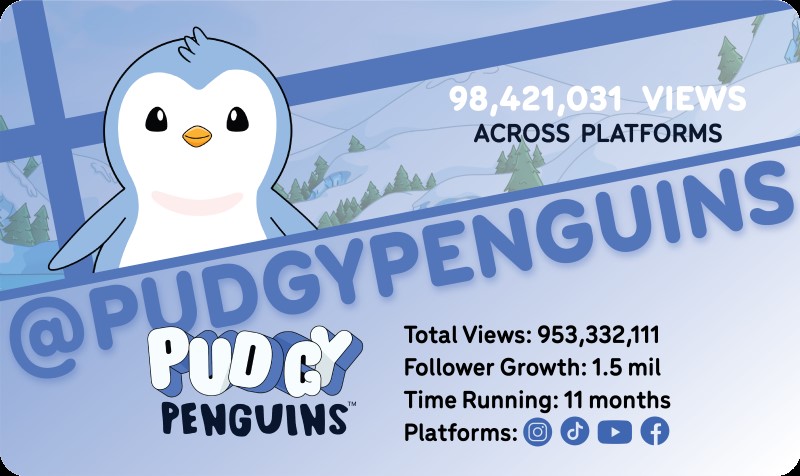 98,421,031 VIEWS
ACROSS PLATFORMS
@PUDGYPENGUINS
PUDGY
PENGUINS™
Total Views: 953,332,111
Follower Growth: 1.5 mil
Time Running: 11 months
Platforms: